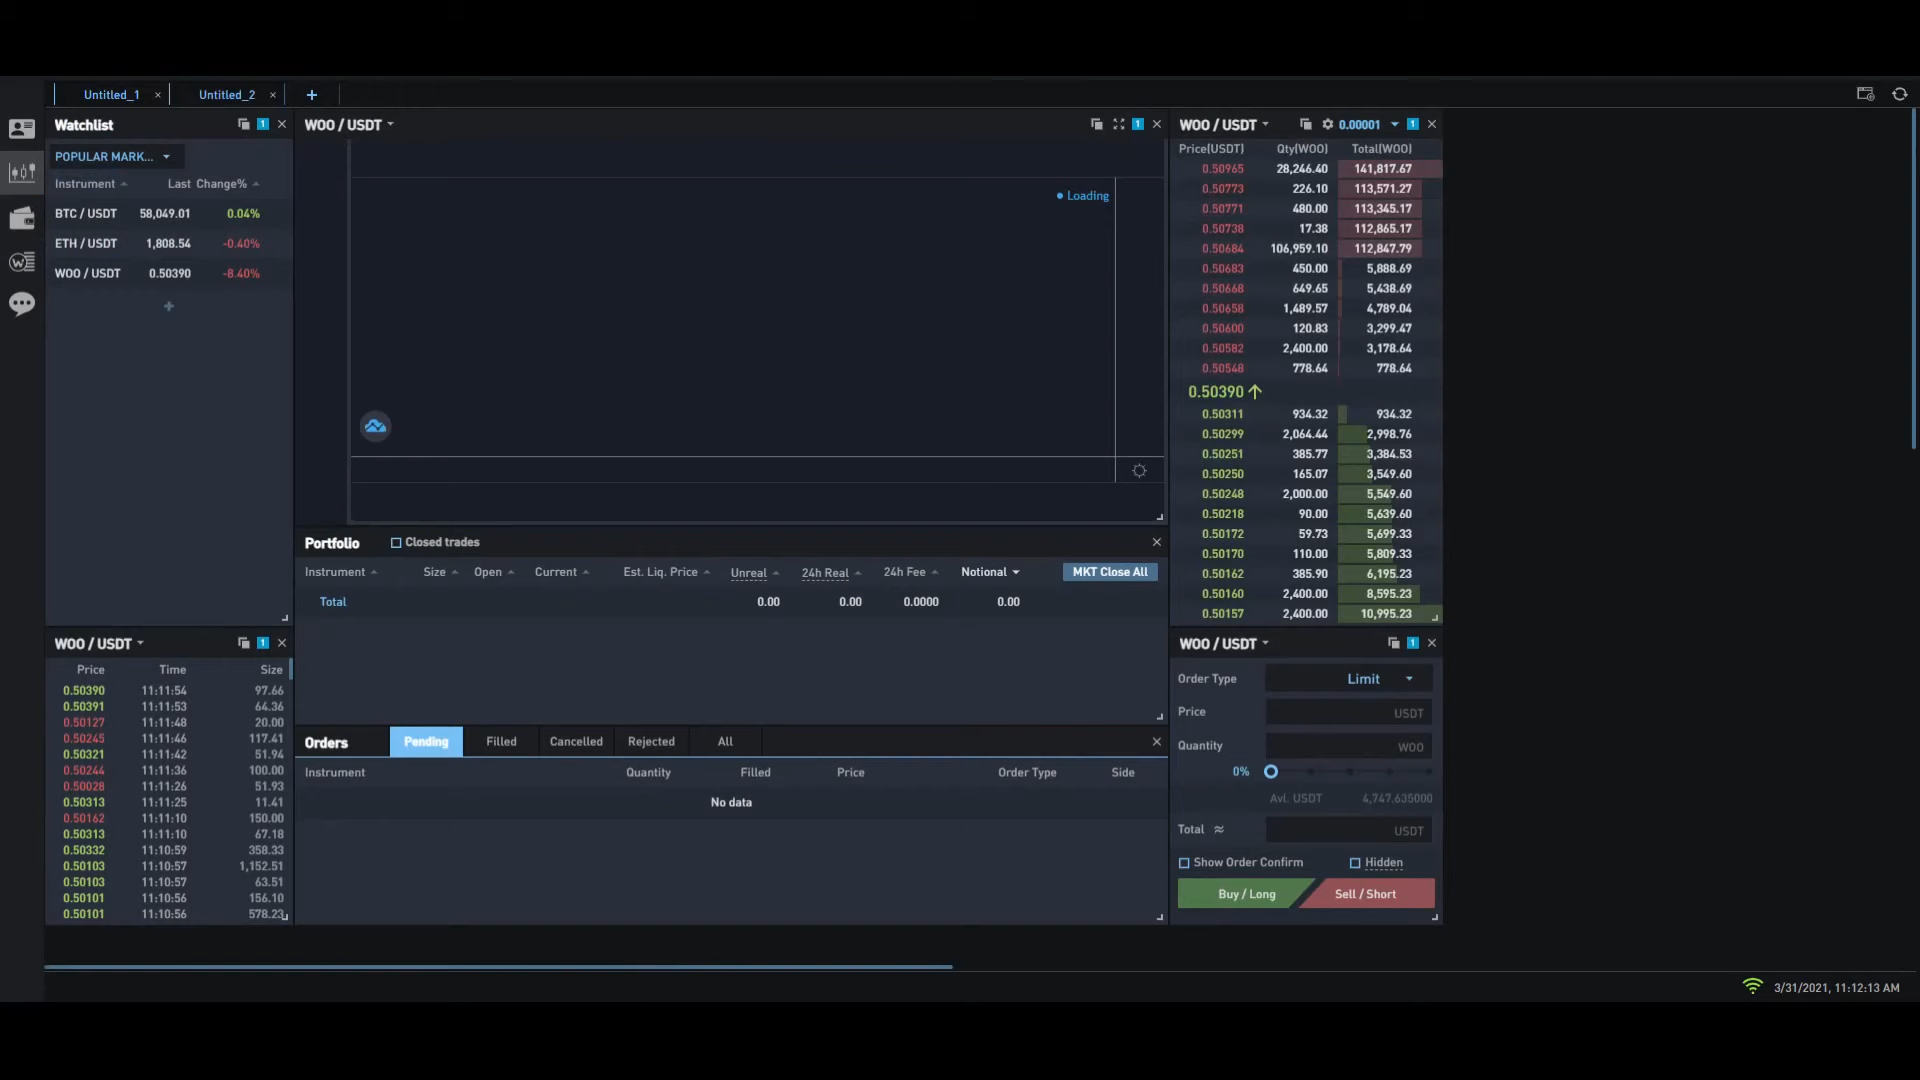 Untitled_1 × Untitled_2 × +
Watchlist 1
POPULAR MARK...
Instrument Last Change%
BTC / USDT 58,049.01 0.04%
ETH / USDT 1,808.54 -0.40%
WOO / USDT 0.50390 -8.40%
+
WOO / USDT 1
Price Time Size
0.50390 11:11:54 97.66
0.50391 11:11:53 64.36
0.50127 11:11:48 20.00
0.50245 11:11:46 117.41
0.50321 11:11:42 51.94
0.50244 11:11:36 100.00
0.50028 11:11:26 51.93
0.50313 11:11:25 11.41
0.50162 11:11:10 150.00
0.50313 11:11:10 67.18
0.50332 11:10:59 358.33
0.50103 11:10:57 1,152.51
0.50103 11:10:57 63.51
0.50101 11:10:56 156.10
0.50101 11:10:56 578.23
WOO / USDT 1
Loading
Portfolio Closed trades
Instrument Size Open Current Est. Liq. Price Unreal 24h Real 24h Fee Notional MKT Close All
Total 0.00 0.00 0.0000 0.00
Orders Pending Filled Cancelled Rejected All
Instrument Quantity Filled Price Order Type Side
No data
WOO / USDT 0.00001 1
Price(USDT) Qty(WOO) Total(WOO)
0.50965 28,246.40 141,817.67
0.50773 226.10 113,571.27
0.50771 480.00 113,345.17
0.50738 17.38 112,865.17
0.50684 106,959.10 112,847.79
0.50683 450.00 5,888.69
0.50668 649.65 5,438.69
0.50658 1,489.57 4,789.04
0.50600 120.83 3,299.47
0.50582 2,400.00 3,178.64
0.50548 778.64 778.64
0.50390 ↑
0.50311 934.32 934.32
0.50299 2,064.44 2,998.76
0.50251 385.77 3,384.53
0.50250 165.07 3,549.60
0.50248 2,000.00 5,549.60
0.50218 90.00 5,639.60
0.50172 59.73 5,699.33
0.50170 110.00 5,809.33
0.50162 385.90 6,195.23
0.50160 2,400.00 8,595.23
0.50157 2,400.00 10,995.23
WOO / USDT 1
Order Type Limit
Price USDT
Quantity WOO
0%
Avl. USDT 4,747.635000
Total ≈ USDT
Show Order Confirm Hidden
Buy / Long Sell / Short
3/31/2021, 11:12:13 AM